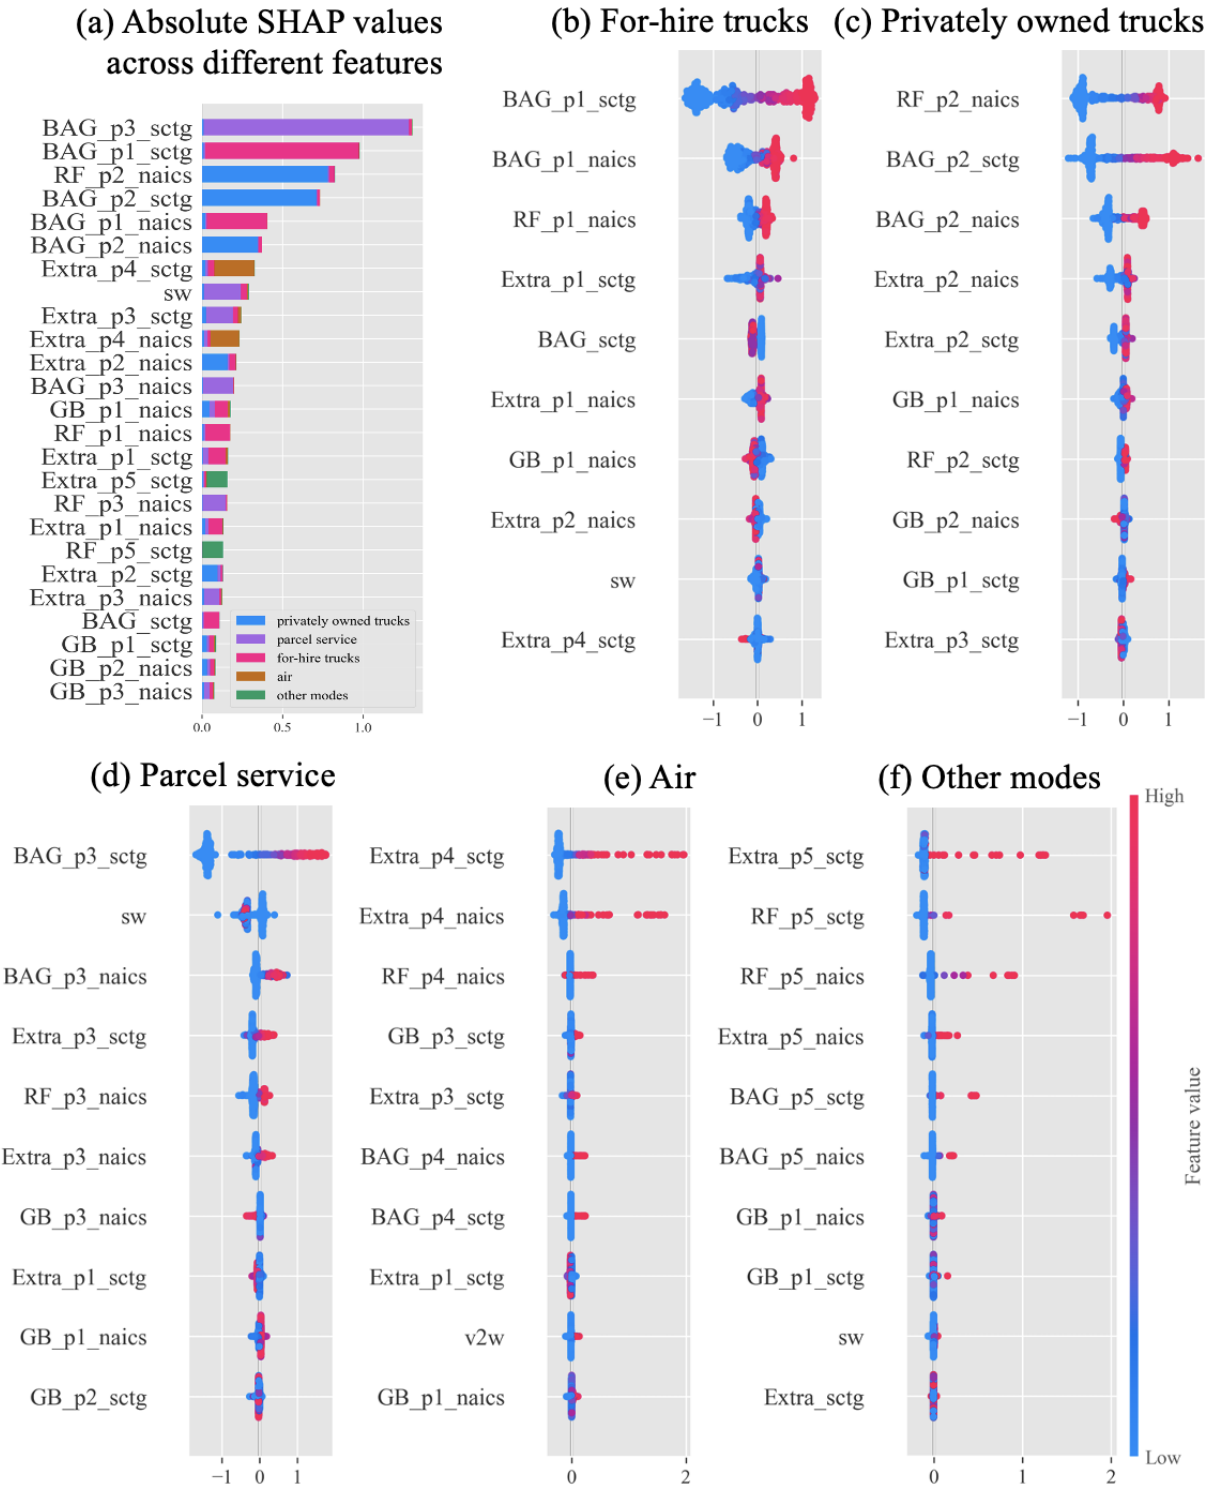 (a) Absolute SHAP values
across different features
BAG_p3_sctg
BAG_p1_sctg
RF_p2_naics
BAG_p2_sctg
BAG_p1_naics
BAG_p2_naics
Extra_p4_sctg
sw
Extra_p3_sctg
Extra_p4_naics
Extra_p2_naics
BAG_p3_naics
GB_p1_naics
RF_p1_naics
Extra_p1_sctg
Extra_p5_sctg
RF_p3_naics
Extra_p1_naics
RF_p5_sctg
Extra_p2_sctg
Extra_p3_naics
BAG_sctg
GB_p1_sctg
GB_p2_naics
GB_p3_naics
privately owned trucks
parcel service
for-hire trucks
air
other modes
0.0 0.5 1.0
(b) For-hire trucks
BAG_p1_sctg
BAG_p1_naics
RF_p1_naics
Extra_p1_sctg
BAG_sctg
Extra_p1_naics
GB_p1_naics
Extra_p2_naics
sw
Extra_p4_sctg
−1 0 1
(c) Privately owned trucks
RF_p2_naics
BAG_p2_sctg
BAG_p2_naics
Extra_p2_naics
Extra_p2_sctg
GB_p1_naics
RF_p2_sctg
GB_p2_naics
GB_p1_sctg
Extra_p3_sctg
−1 0 1
(d) Parcel service
BAG_p3_sctg
sw
BAG_p3_naics
Extra_p3_sctg
RF_p3_naics
Extra_p3_naics
GB_p3_naics
Extra_p1_sctg
GB_p1_naics
GB_p2_sctg
−1 0 1
(e) Air
Extra_p4_sctg
Extra_p4_naics
RF_p4_naics
GB_p3_sctg
Extra_p3_sctg
BAG_p4_naics
BAG_p4_sctg
Extra_p1_sctg
v2w
GB_p1_naics
0 2
(f) Other modes
Extra_p5_sctg
RF_p5_sctg
RF_p5_naics
Extra_p5_naics
BAG_p5_sctg
BAG_p5_naics
GB_p1_naics
GB_p1_sctg
sw
Extra_sctg
0 1 2
High
Feature value
Low